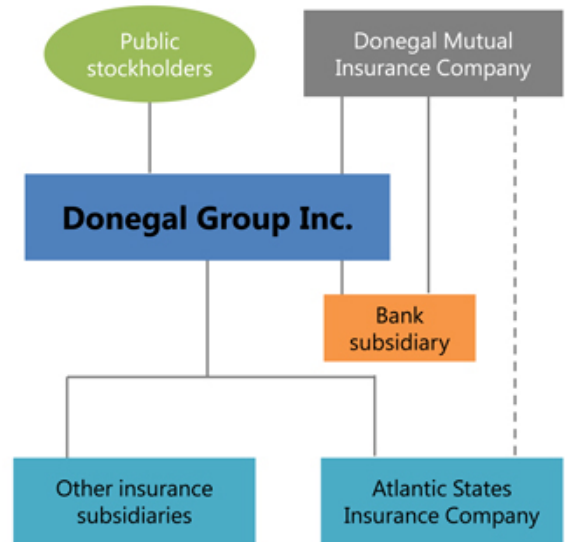 Public
stockholders
Donegal Mutual
Insurance Company
Donegal Group Inc.
Bank
subsidiary
Other insurance
subsidiaries
Atlantic States
Insurance Company